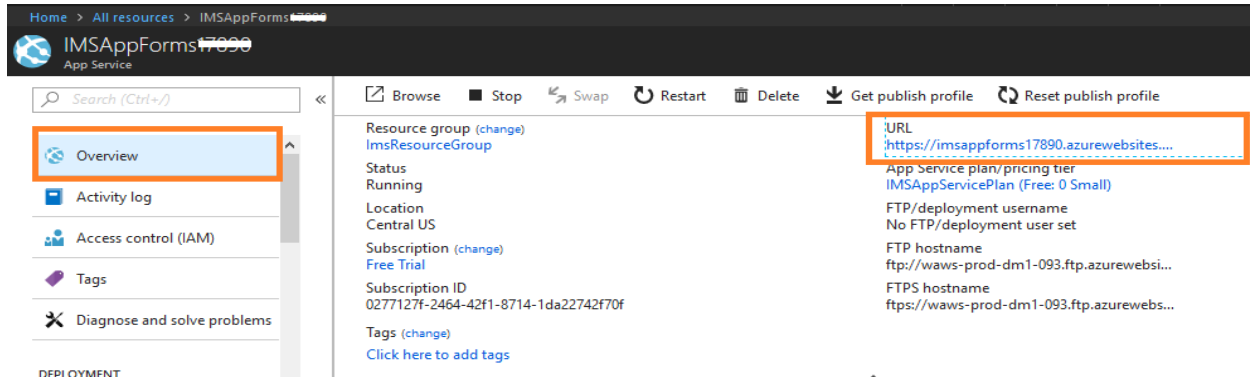 Home > All resources > IMSAppForms17890
IMSAppForms17890
App Service
Search (Ctrl+/)
«
Browse Stop Swap Restart Delete Get publish profile Reset publish profile
Overview
Activity log
Access control (IAM)
Tags
Diagnose and solve problems
DEPLOYMENT
Resource group (change)
ImsResourceGroup
Status
Running
Location
Central US
Subscription (change)
Free Trial
Subscription ID
0277127f-2464-42f1-8714-1da22742f70f
Tags (change)
Click here to add tags
URL
https://imsappforms17890.azurewebsites....
App Service plan/pricing tier
IMSAppServicePlan (Free: 0 Small)
FTP/deployment username
No FTP/deployment user set
FTP hostname
ftp://waws-prod-dm1-093.ftp.azurewebsi...
FTPS hostname
ftps://waws-prod-dm1-093.ftp.azurewebs...